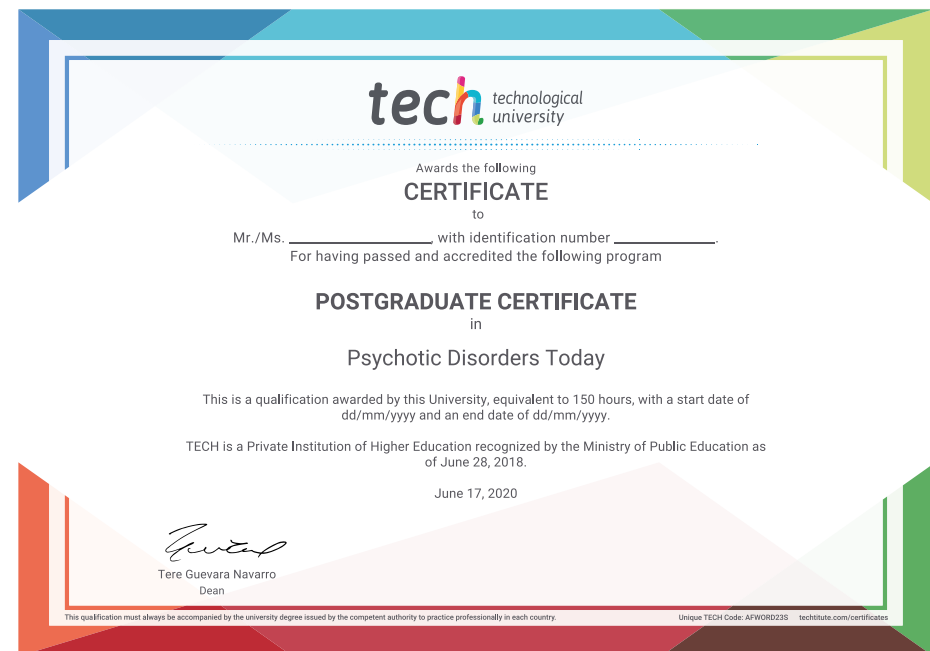 tech technological
university
Awards the following
CERTIFICATE
to
Mr./Ms. ________________, with identification number ____________.
For having passed and accredited the following program
POSTGRADUATE CERTIFICATE
in
Psychotic Disorders Today
This is a qualification awarded by this University, equivalent to 150 hours, with a start date of
dd/mm/yyyy and an end date of dd/mm/yyyy.
TECH is a Private Institution of Higher Education recognized by the Ministry of Public Education as
of June 28, 2018.
June 17, 2020
Tere Guevara Navarro
Dean
This qualification must always be accompanied by the university degree issued by the competent authority to practice professionally in each country. Unique TECH Code: AFWORD23S techtitute.com/certificates